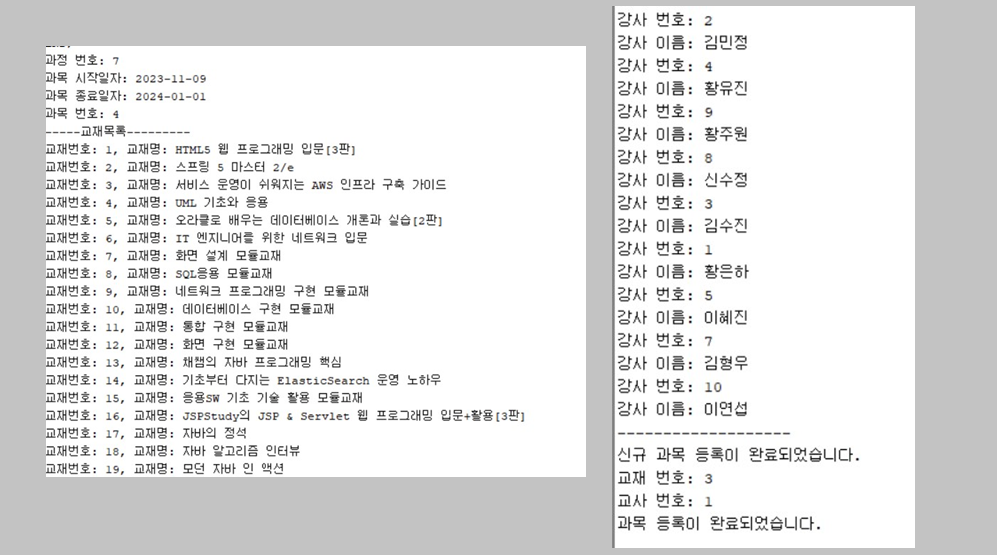 과정 번호: 7
과목 시작일자: 2023-11-09
과목 종료일자: 2024-01-01
과목 번호: 4
-----교재목록---------
교재번호: 1, 교재명: HTML5 웹 프로그래밍 입문[3판]
교재번호: 2, 교재명: 스프링 5 마스터 2/e
교재번호: 3, 교재명: 서비스 운영이 쉬워지는 AWS 인프라 구축 가이드
교재번호: 4, 교재명: UML 기초와 응용
교재번호: 5, 교재명: 오라클로 배우는 데이터베이스 개론과 실습[2판]
교재번호: 6, 교재명: IT 엔지니어를 위한 네트워크 입문
교재번호: 7, 교재명: 화면 설계 모듈교재
교재번호: 8, 교재명: SQL응용 모듈교재
교재번호: 9, 교재명: 네트워크 프로그래밍 구현 모듈교재
교재번호: 10, 교재명: 데이터베이스 구현 모듈교재
교재번호: 11, 교재명: 통합 구현 모듈교재
교재번호: 12, 교재명: 화면 구현 모듈교재
교재번호: 13, 교재명: 채쌤의 자바 프로그래밍 핵심
교재번호: 14, 교재명: 기초부터 다지는 ElasticSearch 운영 노하우
교재번호: 15, 교재명: 응용SW 기초 기술 활용 모듈교재
교재번호: 16, 교재명: JSPStudy의 JSP & Servlet 웹 프로그래밍 입문+활용[3판]
교재번호: 17, 교재명: 자바의 정석
교재번호: 18, 교재명: 자바 알고리즘 인터뷰
교재번호: 19, 교재명: 모던 자바 인 액션
강사 번호: 2
강사 이름: 김민정
강사 번호: 4
강사 이름: 황유진
강사 번호: 9
강사 이름: 황주원
강사 번호: 8
강사 이름: 신수정
강사 번호: 3
강사 이름: 김수진
강사 번호: 1
강사 이름: 황은하
강사 번호: 5
강사 이름: 이혜진
강사 번호: 7
강사 이름: 김형우
강사 번호: 10
강사 이름: 이연섭
-------------------
신규 과목 등록이 완료되었습니다.
교재 번호: 3
교사 번호: 1
과목 등록이 완료되었습니다.